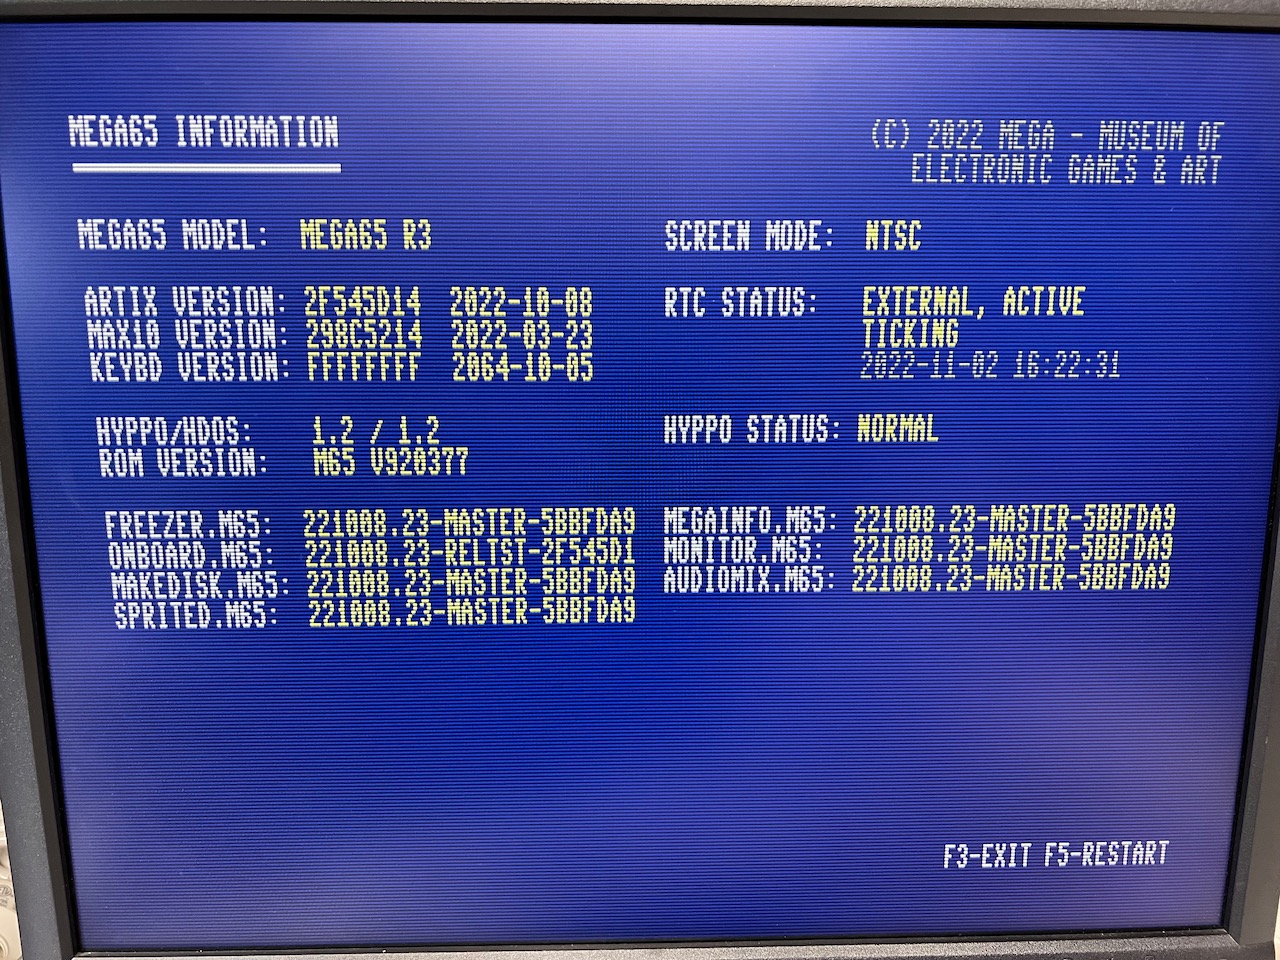 MEGA65 INFORMATION
(C) 2022 MEGA - MUSEUM OF
ELECTRONIC GAMES & ART
MEGA65 MODEL: MEGA65 R3
SCREEN MODE: NTSC
ARTIX VERSION: 2F545D14 2022-10-08
MAX10 VERSION: 298C5214 2022-03-23
KEYBD VERSION: FFFFFFFF 2064-10-05
RTC STATUS: EXTERNAL, ACTIVE
TICKING
2022-11-02 16:22:31
HYPPO/HDOS: 1.2 / 1.2
ROM VERSION: M65 V920377
HYPPO STATUS: NORMAL
FREEZER.M65: 221008.23-MASTER-5BBFDA9
ONBOARD.M65: 221008.23-RELTST-2F545D1
MAKEDISK.M65: 221008.23-MASTER-5BBFDA9
SPRITED.M65: 221008.23-MASTER-5BBFDA9
MEGAINFO.M65: 221008.23-MASTER-5BBFDA9
MONITOR.M65: 221008.23-MASTER-5BBFDA9
AUDIOMIX.M65: 221008.23-MASTER-5BBFDA9
F3-EXIT F5-RESTART